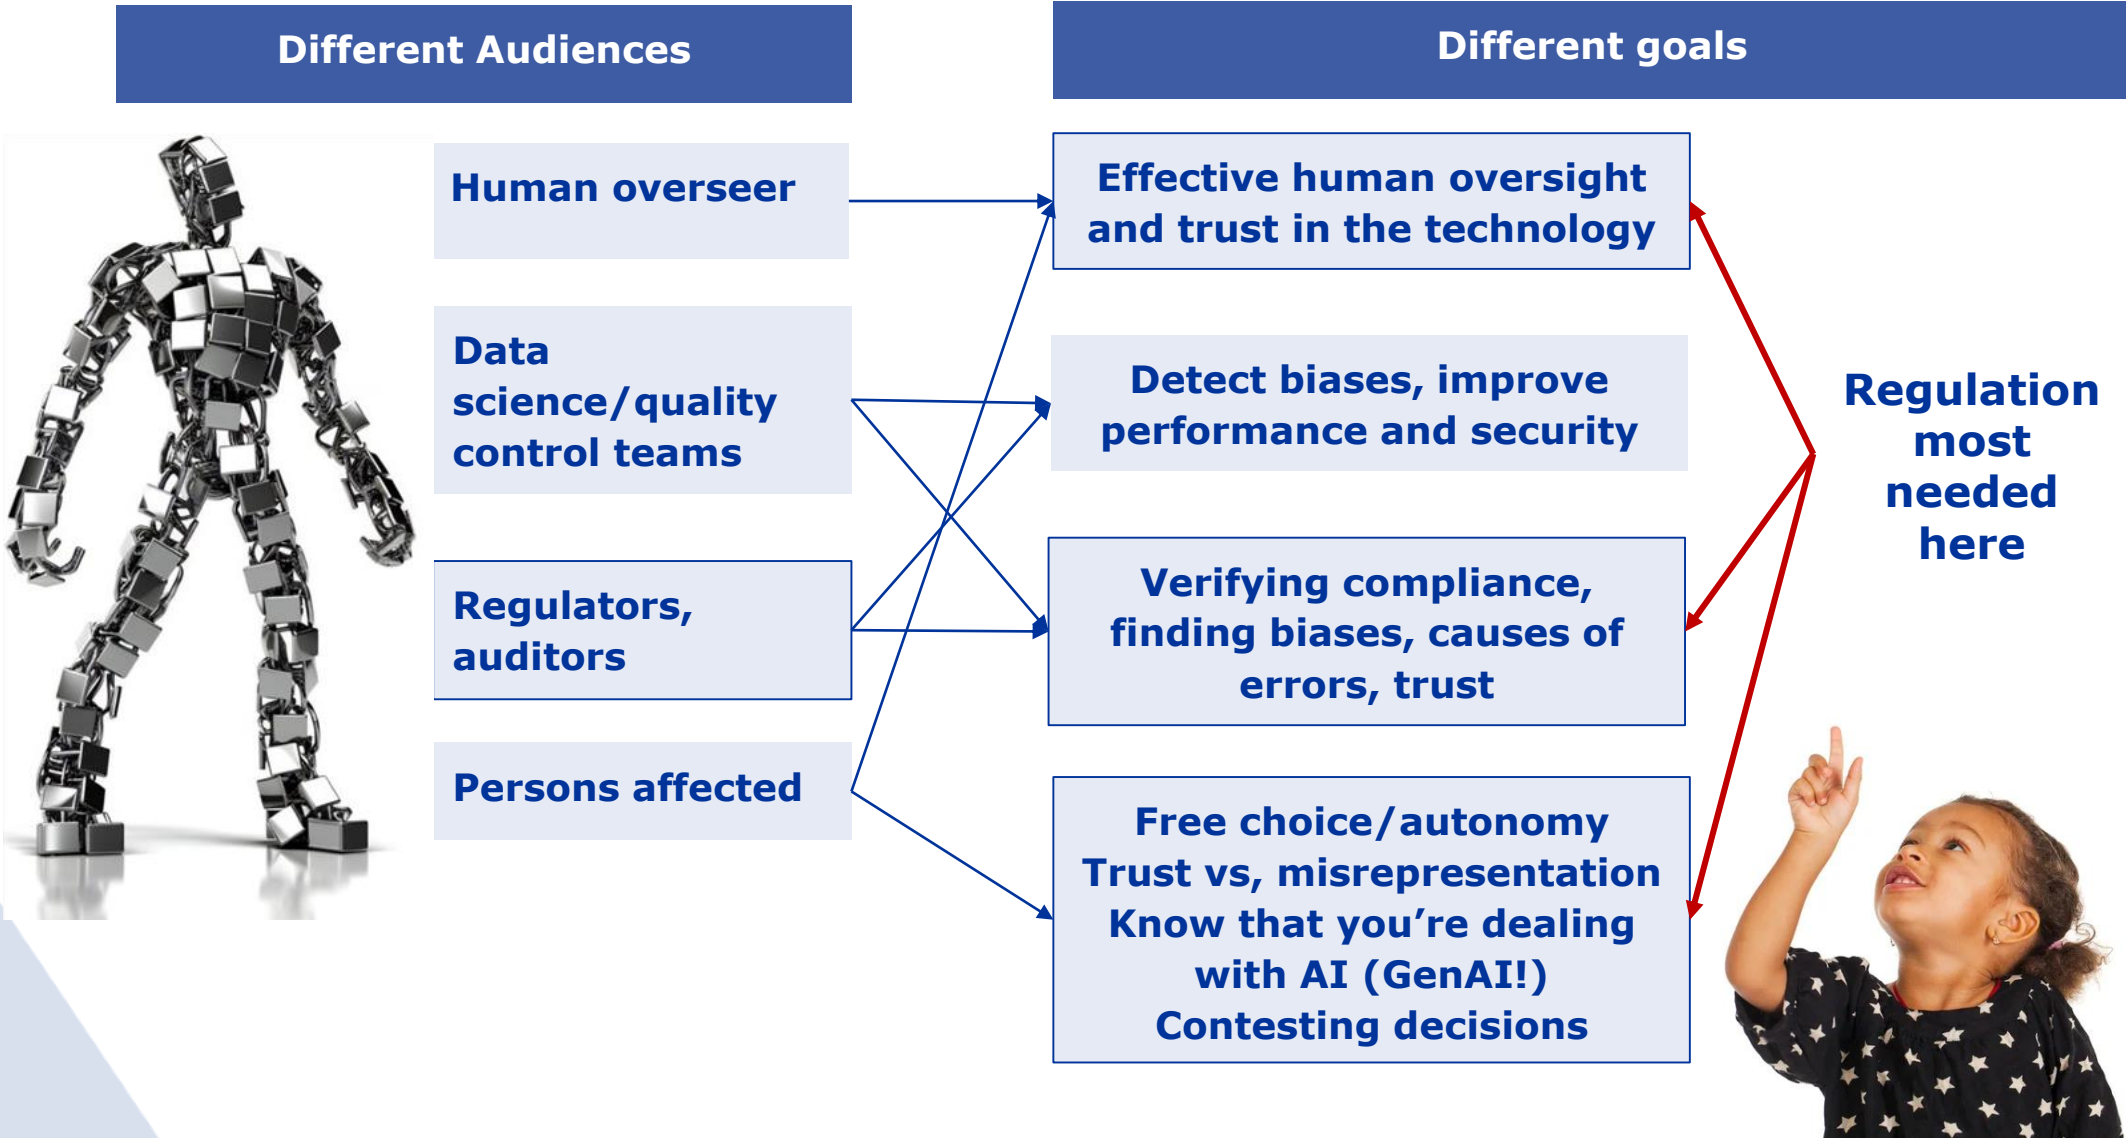 Different Audiences
Different goals
Human overseer
Effective human oversight
and trust in the technology
Data
science/quality
control teams
Detect biases, improve
performance and security
Regulation
most
needed
here
Regulators,
auditors
Verifying compliance,
finding biases, causes of
errors, trust
Persons affected
Free choice/autonomy
Trust vs, misrepresentation
Know that you’re dealing
with AI (GenAI!)
Contesting decisions